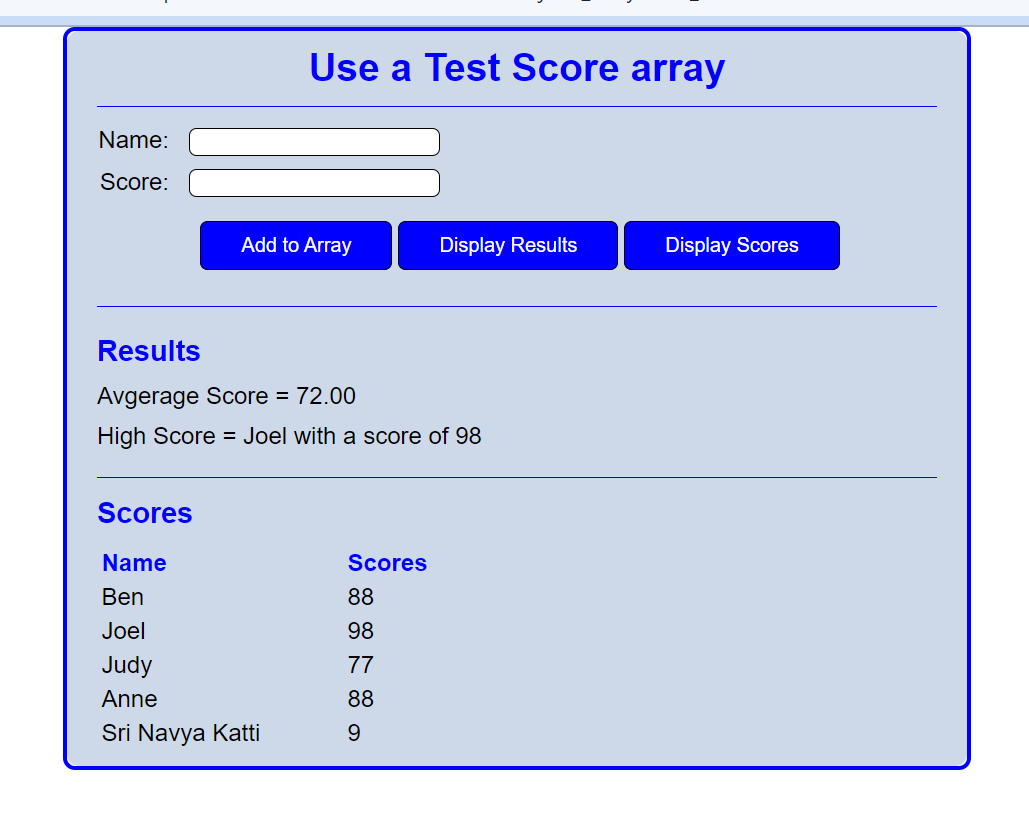 Use a Test Score array
Name:
Score:
Add to Array Display Results Display Scores
Results
Avgerage Score = 72.00
High Score = Joel with a score of 98
Scores
Name Scores
Ben 88
Joel 98
Judy 77
Anne 88
Sri Navya Katti 9